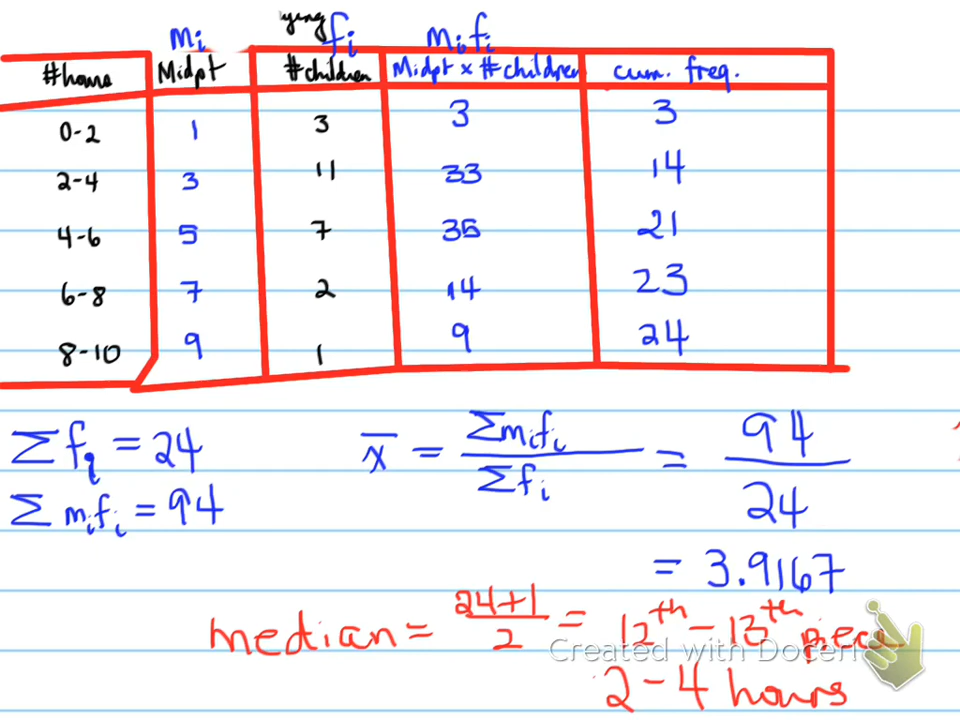 mᵢ fᵢ mᵢfᵢ
#hours Midpt #children Midpt x #children cum. freq.
0-2 1 3 3 3
2-4 3 11 33 14
4-6 5 7 35 21
6-8 7 2 14 23
8-10 9 1 9 24
Σfᵢ = 24 x̄ = Σmᵢfᵢ / Σfᵢ = 94 / 24
Σmᵢfᵢ = 94
= 3.9167
median = 24+1 / 2 = 12th - 13th
Created with Doceri
2-4 hours